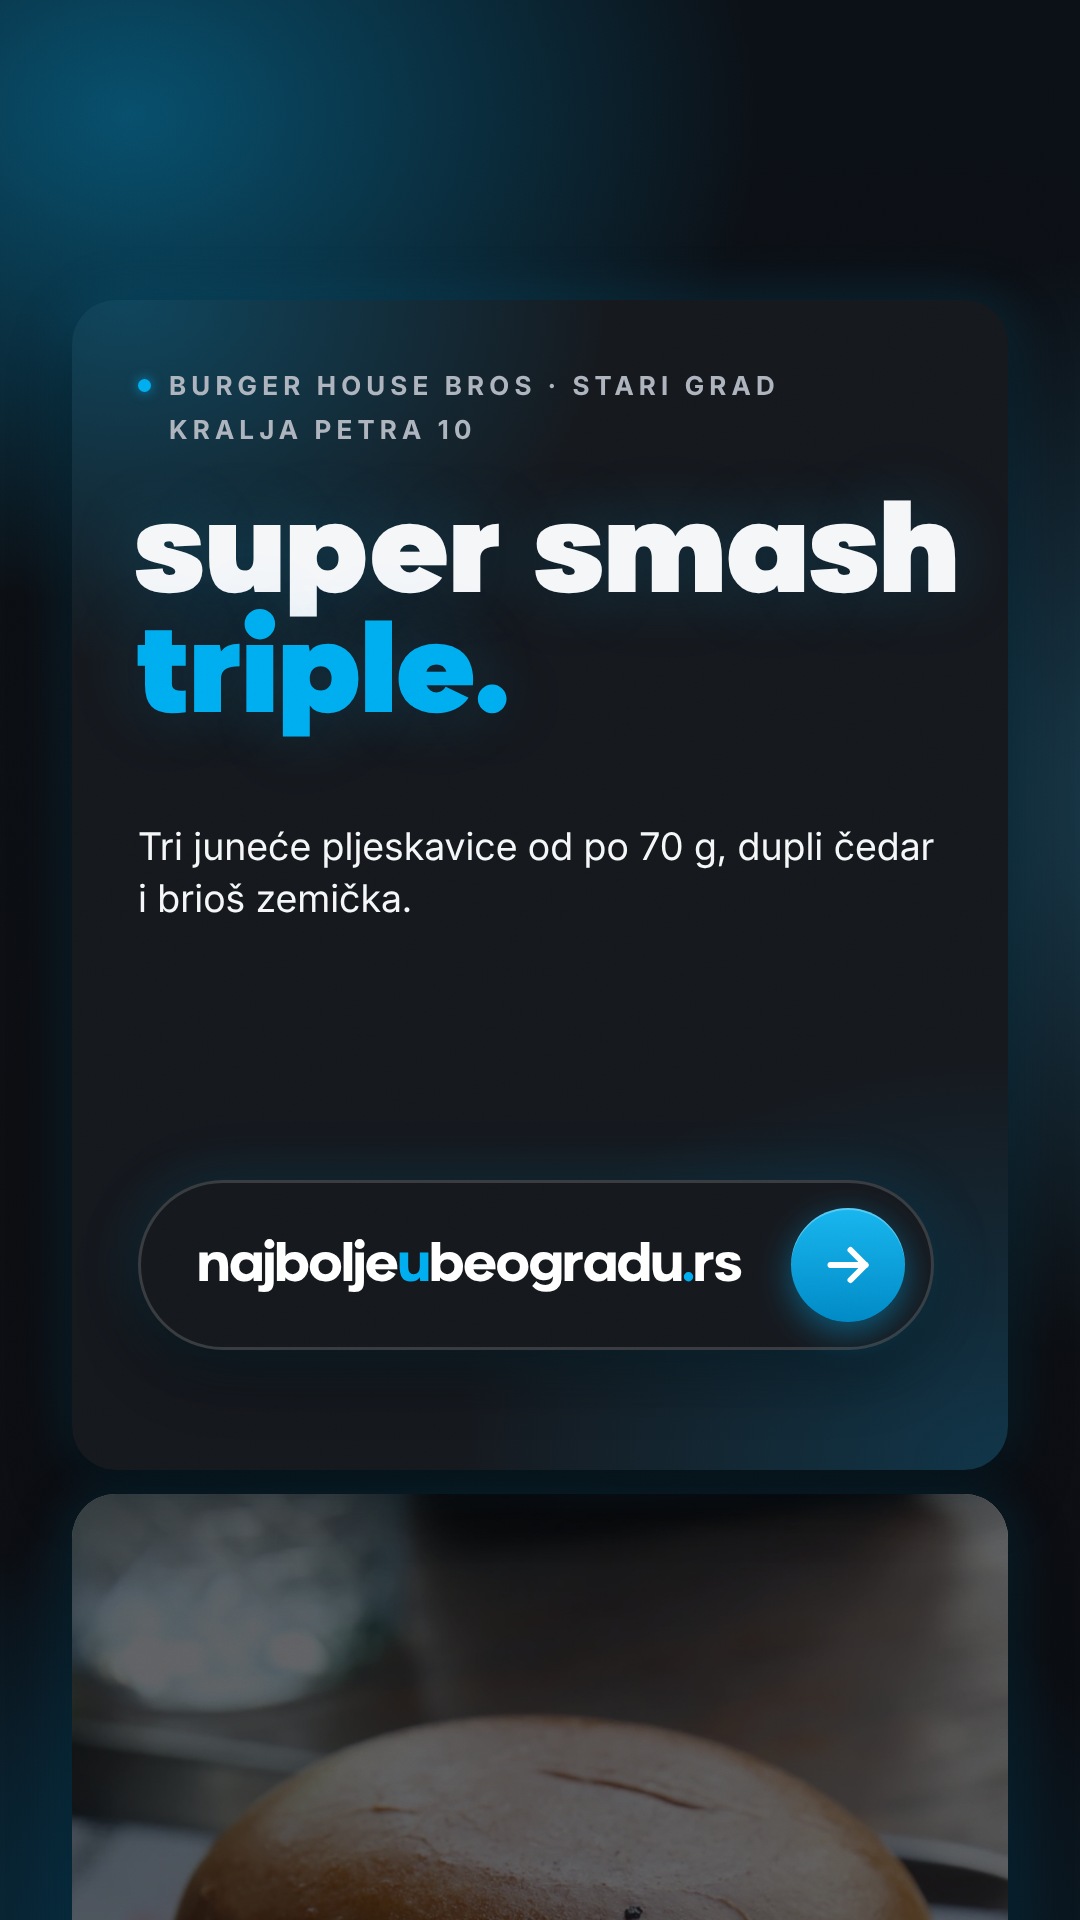 BURGER HOUSE BROS · STARI GRAD
KRALJA PETRA 10
super smash
triple.
Tri juneće pljeskavice od po 70 g, dupli čedar
i brioš zemička.
najboljeubeogradu.rs